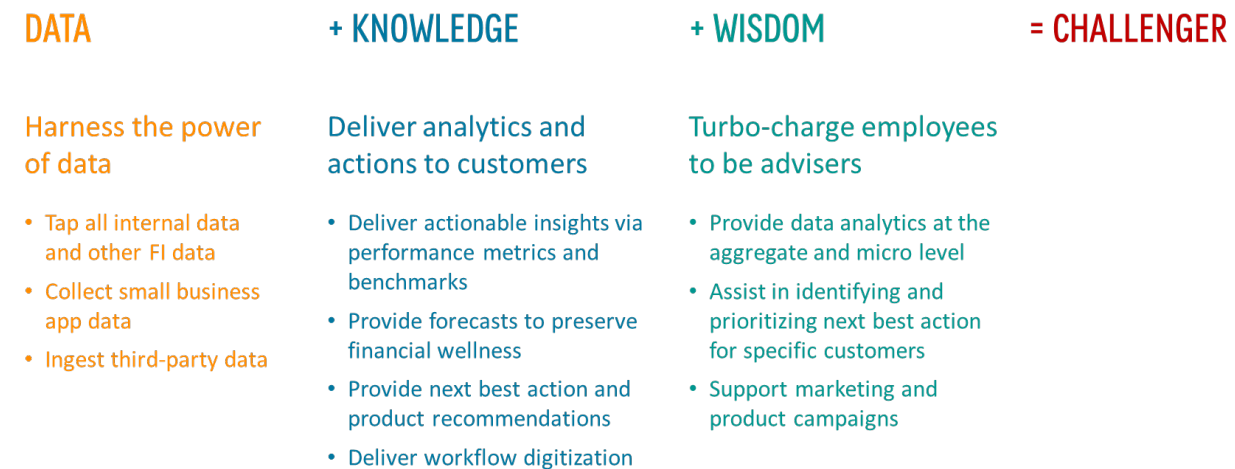 DATA
+ KNOWLEDGE
+ WISDOM
= CHALLENGER
Harness the power
of data
• Tap all internal data
and other FI data
• Collect small business
app data
• Ingest third-party data
Deliver analytics and
actions to customers
• Deliver actionable insights via
performance metrics and
benchmarks
• Provide forecasts to preserve
financial wellness
• Provide next best action and
product recommendations
• Deliver workflow digitization
Turbo-charge employees
to be advisers
• Provide data analytics at the
aggregate and micro level
• Assist in identifying and
prioritizing next best action
for specific customers
• Support marketing and
product campaigns